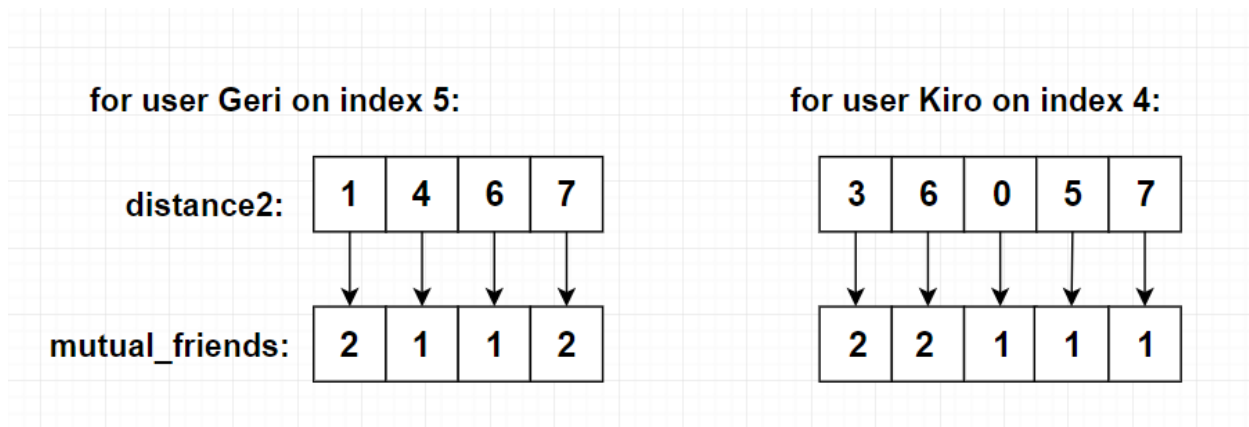 for user Geri on index 5:
for user Kiro on index 4:
distance2: 1 4 6 7
3 6 0 5 7
mutual_friends: 2 1 1 2
2 2 1 1 1